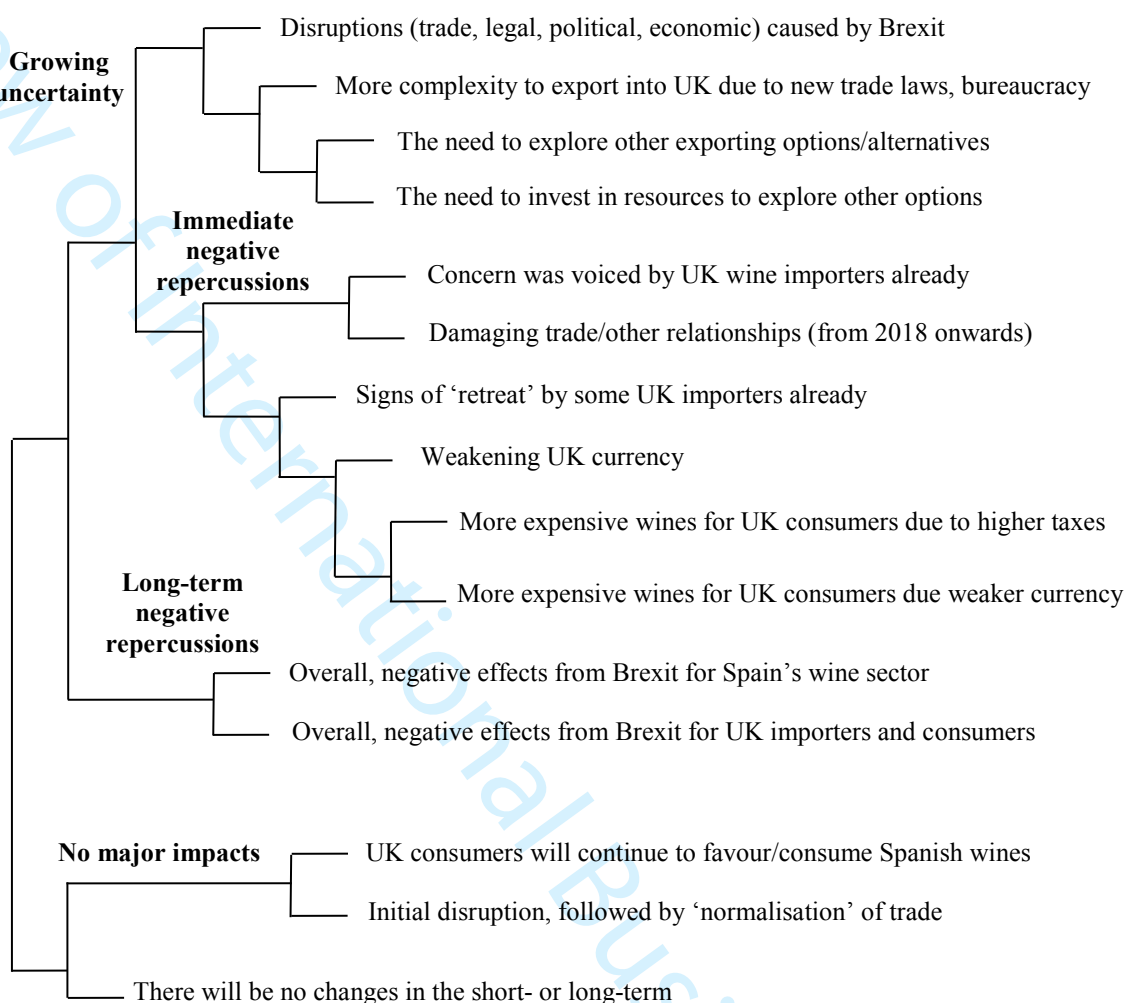 Disruptions (trade, legal, political, economic) caused by Brexit
Growing
uncertainty
More complexity to export into UK due to new trade laws, bureaucracy
The need to explore other exporting options/alternatives
The need to invest in resources to explore other options
Immediate
negative
repercussions
Concern was voiced by UK wine importers already
Damaging trade/other relationships (from 2018 onwards)
Signs of ‘retreat’ by some UK importers already
Weakening UK currency
More expensive wines for UK consumers due to higher taxes
More expensive wines for UK consumers due weaker currency
Long-term
negative
repercussions
Overall, negative effects from Brexit for Spain’s wine sector
Overall, negative effects from Brexit for UK importers and consumers
No major impacts
UK consumers will continue to favour/consume Spanish wines
Initial disruption, followed by ‘normalisation’ of trade
There will be no changes in the short- or long-term
of International